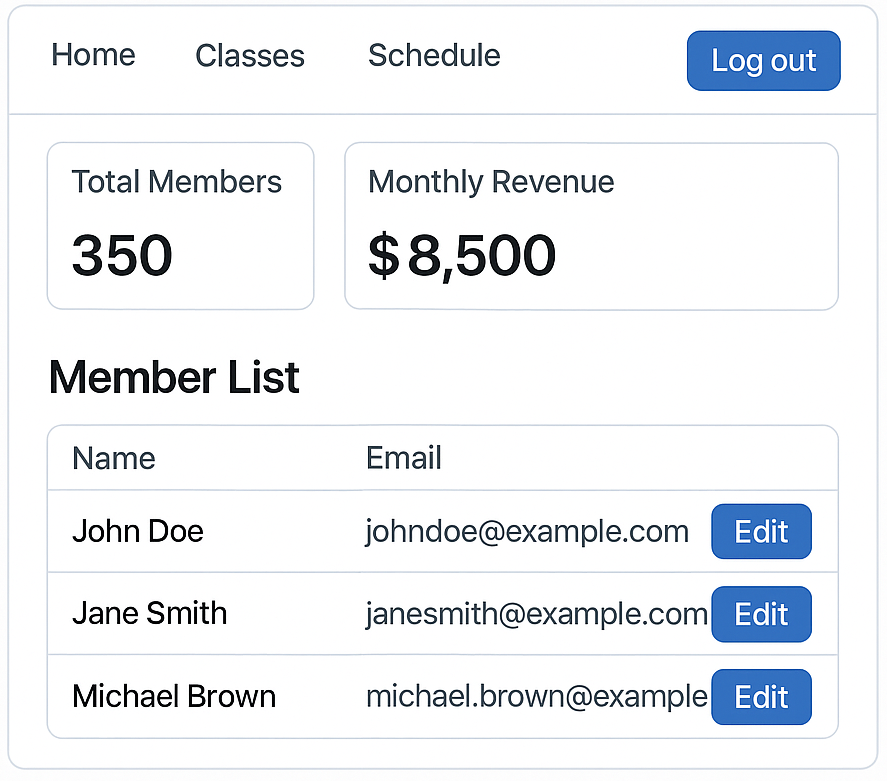 Home Classes Schedule Log out
Total Members Monthly Revenue
350 $8,500
Member List
Name Email
John Doe johndoe@example.com Edit
Jane Smith janesmith@example.com Edit
Michael Brown michael.brown@example Edit